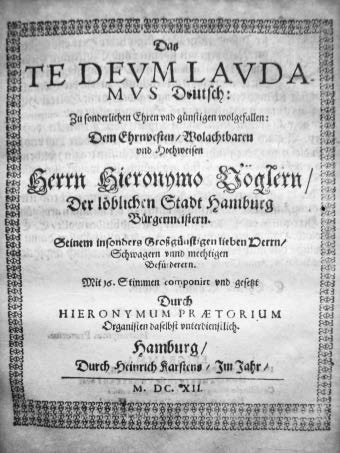 Das
TE DEVM LAVDA
MVS Deutsch:
Zu sonderlichen Ehren vnd günstigen wolgefallen:
Dem Ehrnvesten/ Wolachtbaren
vnd Hochweisen
Herrn Hieronymo Vöglern/
Der löblichen Stadt Hamburg
Bürgermeistern.
Seinem insonders Großgünstigen lieben Herrn/
Schwagern vnnd mechtigen
Befürderern.
Mit 16. Stimmen componirt vnd gesetzt
Durch
HIERONYMUM PRÆTORIUM
Organisten daselbst vnterdienstlich.
Hamburg/
Durch Heinrich Karstens/ Im Jahr/
M. DC. XII.